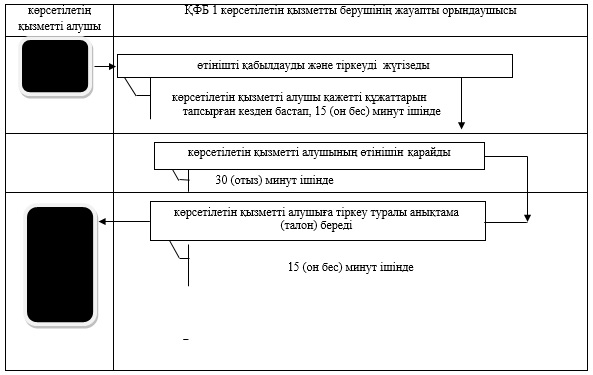 көрсетілетің
қызметті алушы
ҚФБ 1 көрсетілетін қызметті берушінің жауапты орындаушысы
өтінішті қабылдауды және тіркеуді жүгізеды
көрсетілетін қызметті алушы қажетті құжаттарын
тапсырған кезден бастап, 15 (он бес) минут ішінде
көрсетілетін қызметті алушының өтінішін қарайды
30 (отыз) минут ішінде
көрсетілетін қызметті алушыға тіркеу туралы анықтама
(талон) береді
15 (он бес) минут ішінде
–